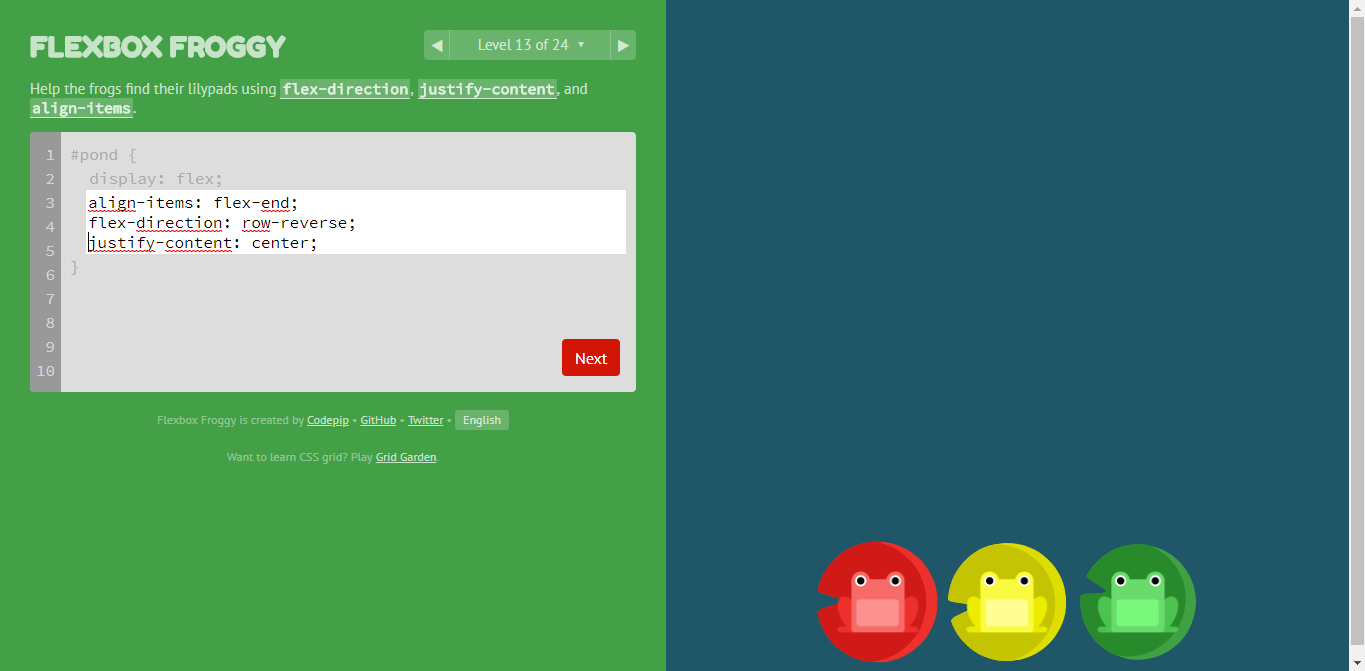 FLEXBOX FROGGY
◀ Level 13 of 24 ▼ ▶
Help the frogs find their lilypads using flex-direction, justify-content, and
align-items.
1 #pond {
2 display: flex;
3 align-items: flex-end;
4 flex-direction: row-reverse;
5 justify-content: center;
6 }
7
8
9
10
Next
Flexbox Froggy is created by Codepip • GitHub • Twitter • English
Want to learn CSS grid? Play Grid Garden.